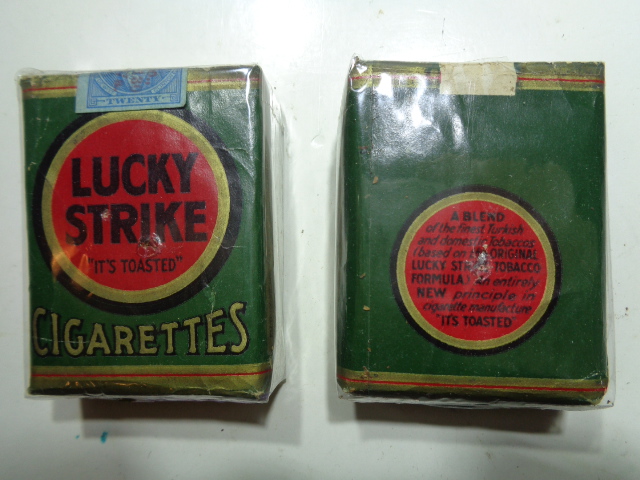 TWENTY
LUCKY
STRIKE
"IT'S TOASTED"
CIGARETTES
A BLEND
of the finest Turkish
and domestic Tobaccos
(based on the ORIGINAL
LUCKY STRIKE TOBACCO
FORMULA) An entirely
NEW principle in
cigarette manufacture
"IT'S TOASTED"